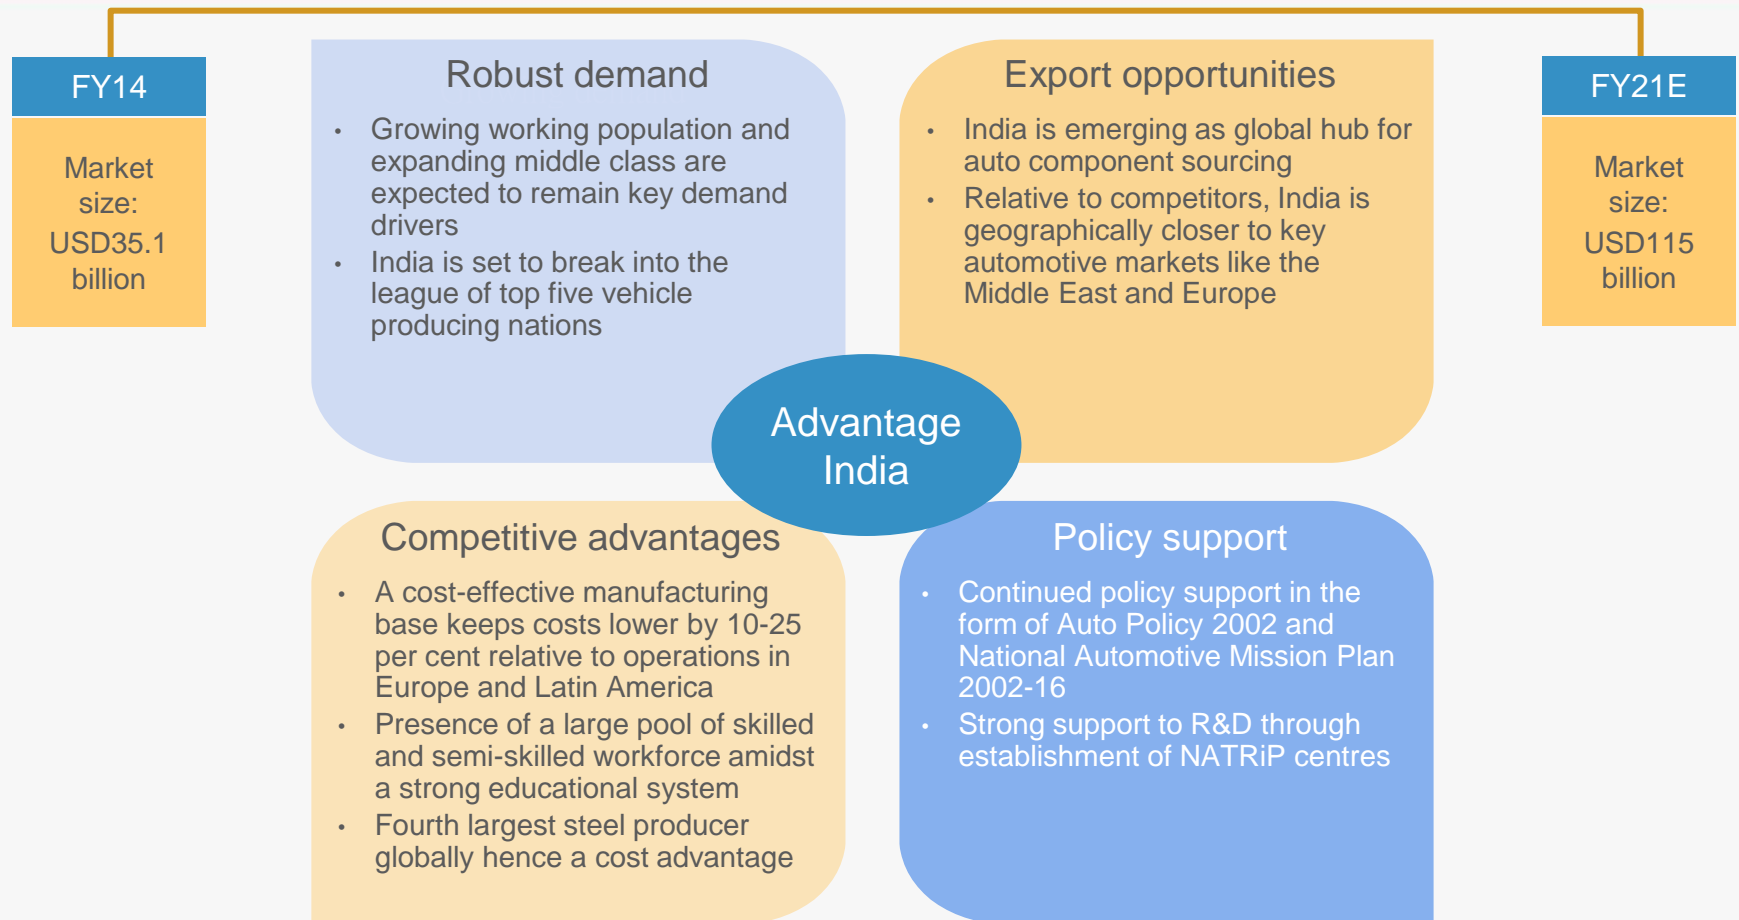 FY14
Market
size:
USD35.1
billion
Robust demand
• Growing working population and
expanding middle class are
expected to remain key demand
drivers
• India is set to break into the
league of top five vehicle
producing nations
Export opportunities
• India is emerging as global hub for
auto component sourcing
• Relative to competitors, India is
geographically closer to key
automotive markets like the
Middle East and Europe
FY21E
Market
size:
USD115
billion
Advantage
India
Competitive advantages
• A cost-effective manufacturing
base keeps costs lower by 10-25
per cent relative to operations in
Europe and Latin America
• Presence of a large pool of skilled
and semi-skilled workforce amidst
a strong educational system
• Fourth largest steel producer
globally hence a cost advantage
Policy support
• Continued policy support in the
form of Auto Policy 2002 and
National Automotive Mission Plan
2002-16
• Strong support to R&D through
establishment of NATRiP centres